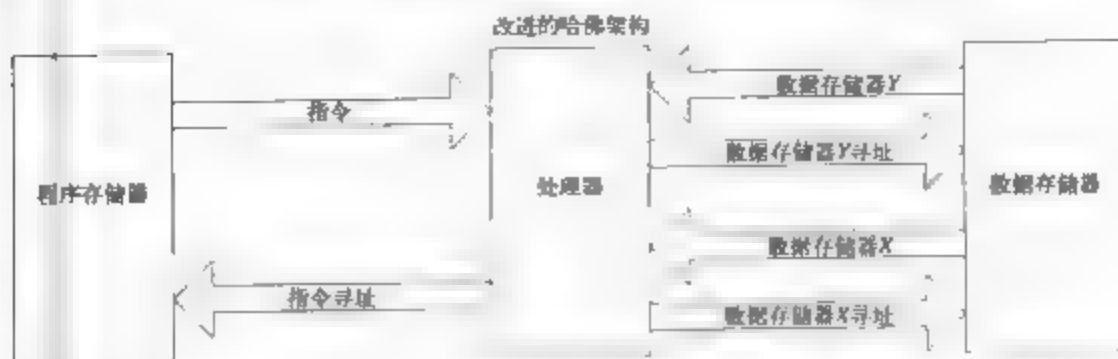 改进的哈佛架构
指令
数据存储器Y
数据存储器Y寻址
程序存储器
处理器
数据存储器
数据存储器X
指令寻址
数据存储器X寻址